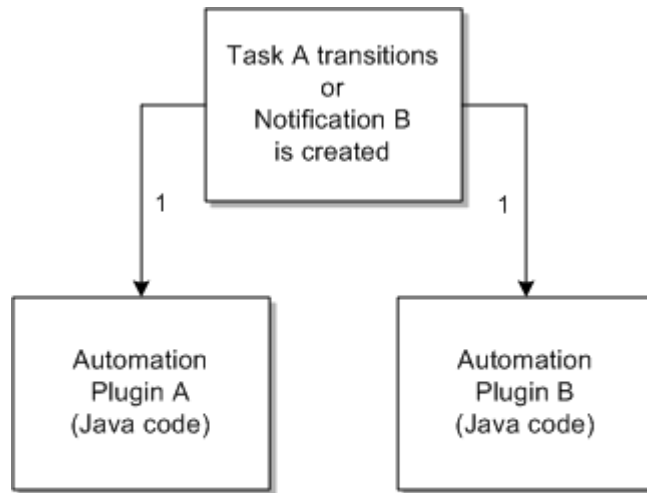 Task A transitions
or
Notification B
is created
1
1
Automation
Plugin A
(Java code)
Automation
Plugin B
(Java code)